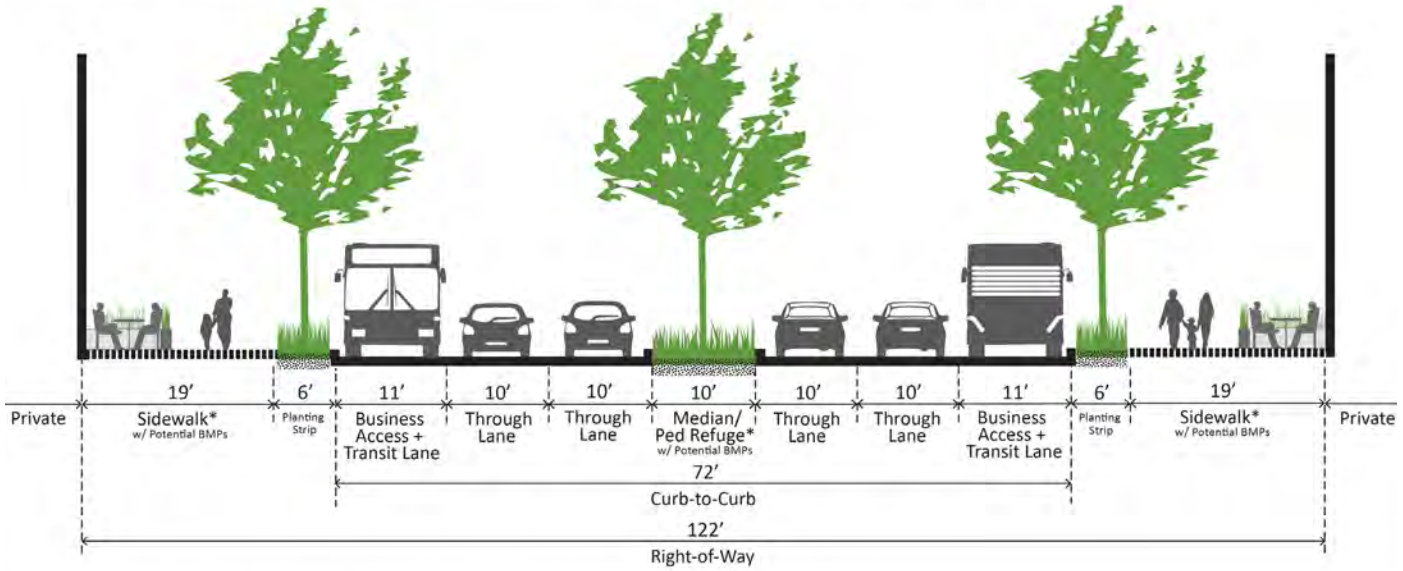 19’
6’
11’
10’
10’
10’
10’
10’
11’
6’
19’
Private
Sidewalk*
w/ Potential BMPs
Planting
Strip
Business
Access +
Transit Lane
Through
Lane
Through
Lane
Median/
Ped Refuge*
w/ Potential BMPs
Through
Lane
Through
Lane
Business
Access +
Transit Lane
Planting
Strip
Sidewalk*
w/ Potential BMPs
Private
72’
Curb-to-Curb
122’
Right-of-Way